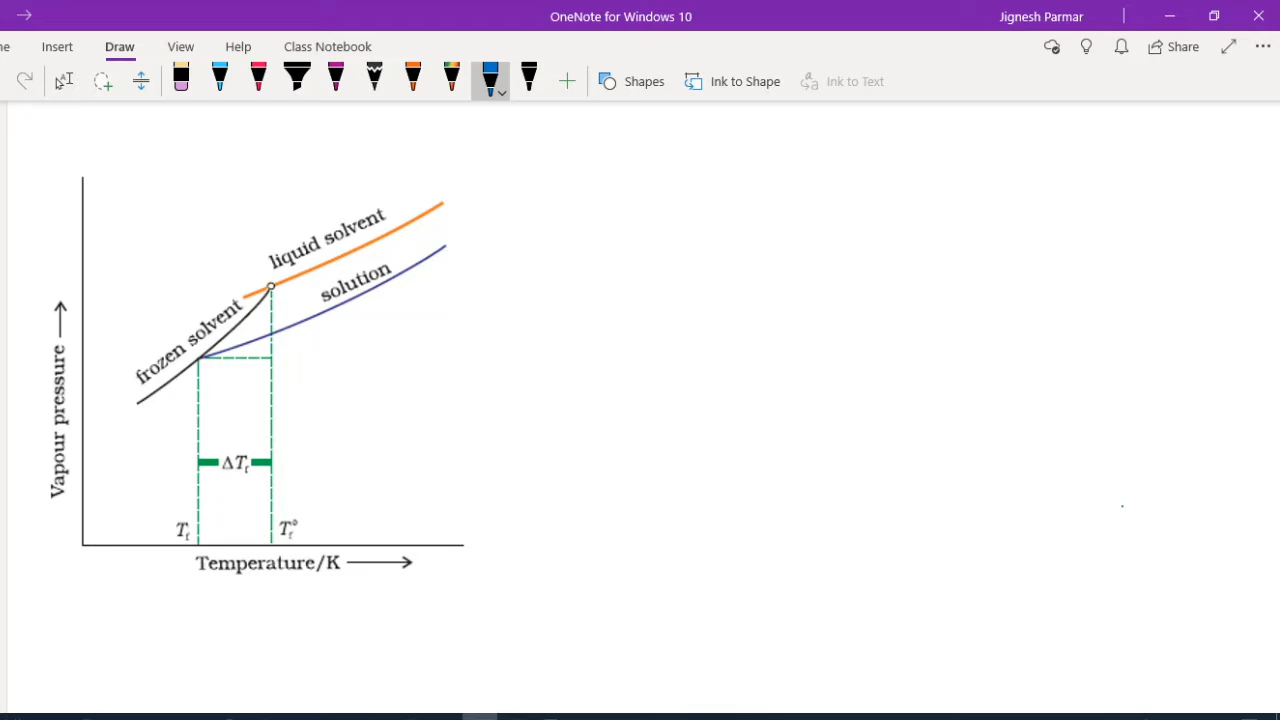 OneNote for Windows 10
Jignesh Parmar
Insert
Draw
View
Help
Class Notebook
Share
Shapes
Ink to Shape
Ink to Text
liquid solvent
solution
frozen solvent
Vapour pressure
ΔTf
Tf
Tf°
Temperature/K